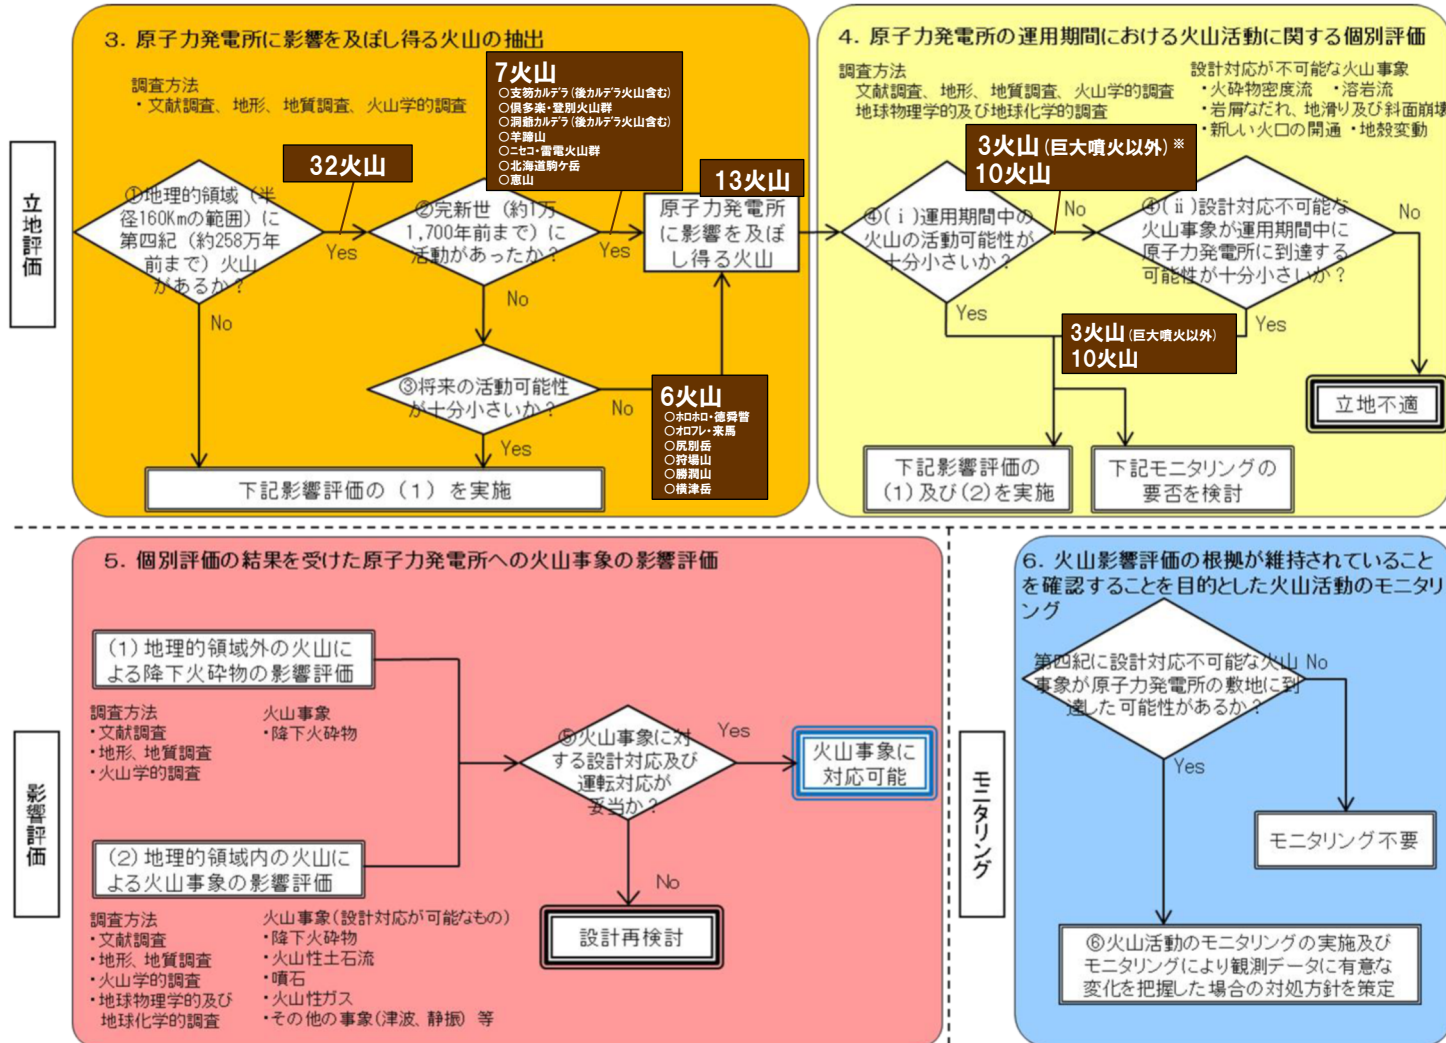 3. 原子力発電所に影響を及ぼし得る火山の抽出
調査方法
・文献調査、地形、地質調査、火山学的調査
7火山
○支笏カルデラ(後カルデラ火山含む)
○倶多楽・登別火山群
○洞爺カルデラ(後カルデラ火山含む)
○羊蹄山
○ニセコ・雷電火山群
○北海道駒ケ岳
○恵山
32火山
13火山
立地評価
①地理的領域(半
径160Kmの範囲)に
第四紀(約258万年
前まで)火山
があるか?
Yes
No
②完新世(約1万
1,700年前まで)に
活動があったか?
Yes
No
原子力発電所
に影響を及ぼ
し得る火山
③将来の活動可能性
が十分小さいか?
No
Yes
6火山
○ホロホロ・徳舜瞥
○オロフレ・来馬
○尻別岳
○狩場山
○勝澗山
○横津岳
下記影響評価の(1)を実施
4. 原子力発電所の運用期間における火山活動に関する個別評価
調査方法
文献調査、地形、地質調査、火山学的調査
地球物理学的及び地球化学的調査
設計対応が不可能な火山事象
・火砕物密度流 ・溶岩流
・岩屑なだれ、地滑り及び斜面崩壊
・新しい火口の開通 ・地殻変動
3火山(巨大噴火以外)※
10火山
④(ⅰ)運用期間中の
火山の活動可能性が
十分小さいか?
No
Yes
④(ⅱ)設計対応不可能な
火山事象が運用期間中に
原子力発電所に到達する
可能性が十分小さいか?
No
Yes
3火山(巨大噴火以外)
10火山
立地不適
下記影響評価の
(1)及び(2)を実施
下記モニタリングの
要否を検討
5. 個別評価の結果を受けた原子力発電所への火山事象の影響評価
影響評価
(1)地理的領域外の火山に
よる降下火砕物の影響評価
調査方法
・文献調査
・地形、地質調査
・火山学的調査
火山事象
・降下火砕物
⑤火山事象に対
する設計対応及び
運転対応が
妥当か?
Yes
火山事象に
対応可能
No
設計再検討
(2)地理的領域内の火山に
よる火山事象の影響評価
調査方法
・文献調査
・地形、地質調査
・火山学的調査
・地球物理学的及び
地球化学的調査
火山事象(設計対応が可能なもの)
・降下火砕物
・火山性土石流
・噴石
・火山性ガス
・その他の事象(津波、静振) 等
モニタリング
6. 火山影響評価の根拠が維持されていること
を確認することを目的とした火山活動のモニタリ
ング
第四紀に設計対応不可能な火山
事象が原子力発電所の敷地に到
達した可能性があるか?
No
Yes
モニタリング不要
⑥火山活動のモニタリングの実施及び
モニタリングにより観測データに有意な
変化を把握した場合の対処方針を策定